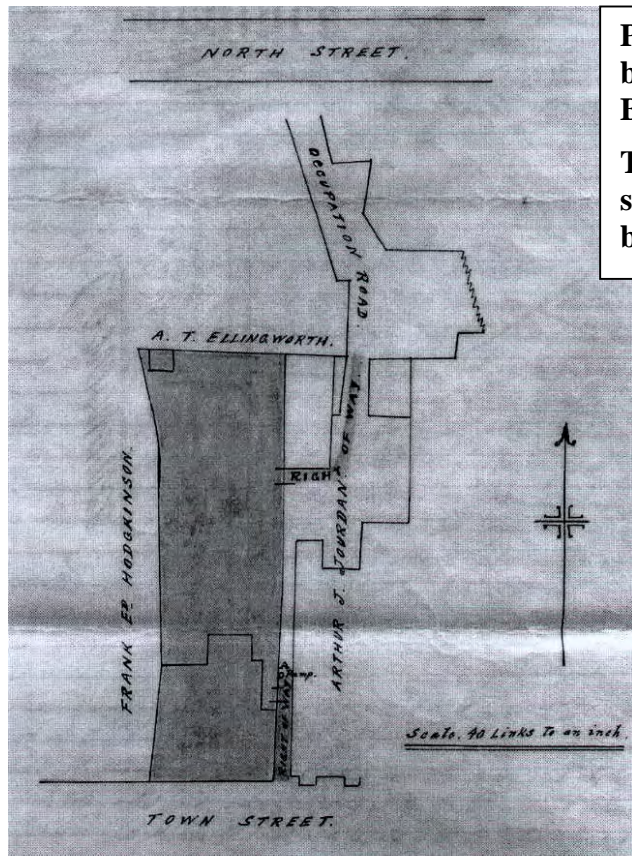 NORTH STREET.
OCCUPATION ROAD.
A. T. ELLINGWORTH.
RIGHT OF WAY.
FRANK ED HODGKINSON.
ARTHUR J. JOURDAN
Pump.
RIGHT OF WAY
Scale. 40 Links to an inch.
TOWN STREET.